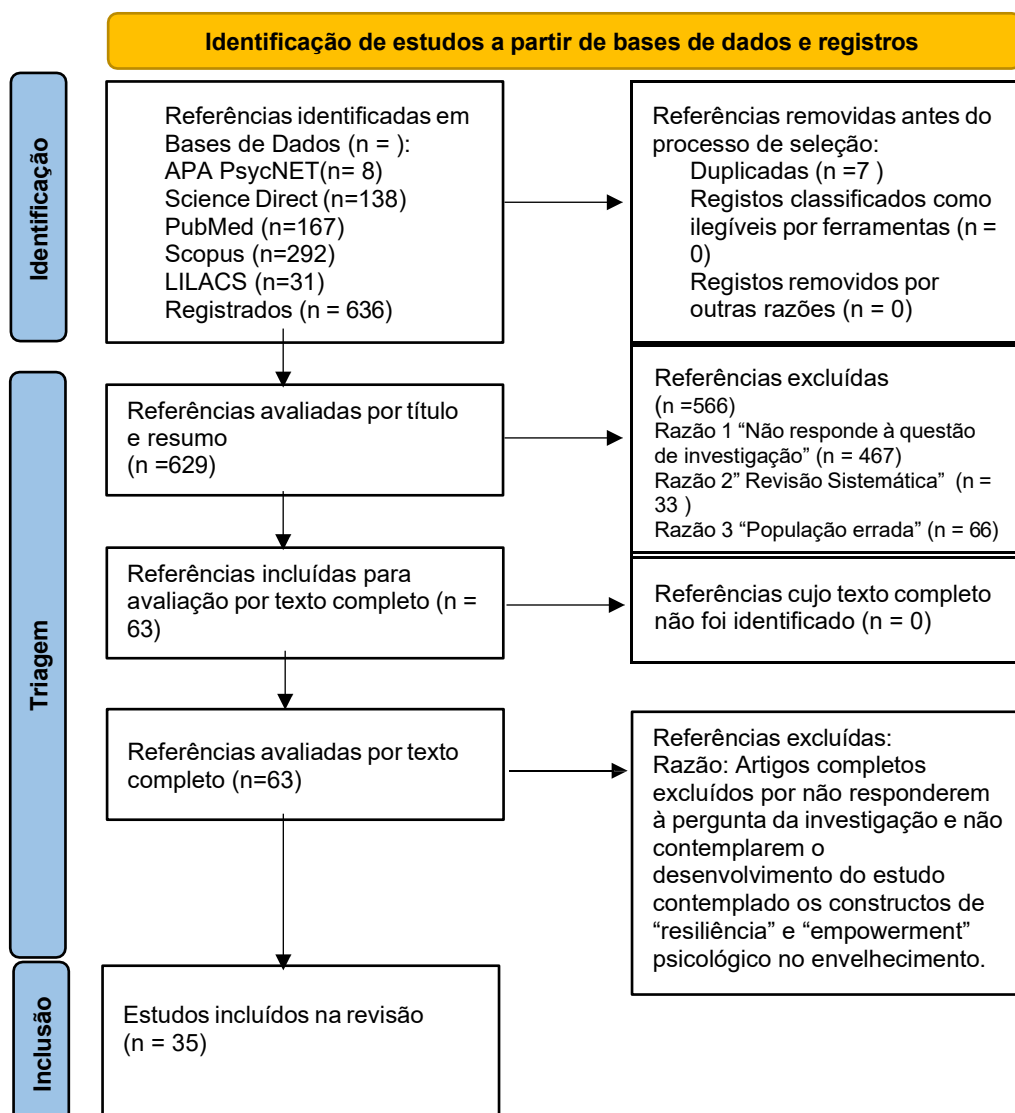 Identificação de estudos a partir de bases de dados e registros
Identificação
Referências identificadas em
Bases de Dados (n = ):
APA PsycNET(n= 8)
Science Direct (n=138)
PubMed (n=167)
Scopus (n=292)
LILACS (n=31)
Registrados (n = 636)
Referências removidas antes do
processo de seleção:
Duplicadas (n =7 )
Registos classificados como
ilegíveis por ferramentas (n =
0)
Registos removidos por
outras razões (n = 0)
Triagem
Referências avaliadas por título
e resumo
(n =629)
Referências excluídas
(n =566)
Razão 1 “Não responde à questão
de investigação” (n = 467)
Razão 2” Revisão Sistemática” (n =
33 )
Razão 3 “População errada” (n = 66)
Referências incluídas para
avaliação por texto completo (n =
63)
Referências cujo texto completo
não foi identificado (n = 0)
Referências avaliadas por texto
completo (n=63)
Referências excluídas:
Razão: Artigos completos
excluídos por não responderem
à pergunta da investigação e não
contemplarem o
desenvolvimento do estudo
contemplado os constructos de
“resiliência” e “empowerment”
psicológico no envelhecimento.
Inclusão
Estudos incluídos na revisão
(n = 35)